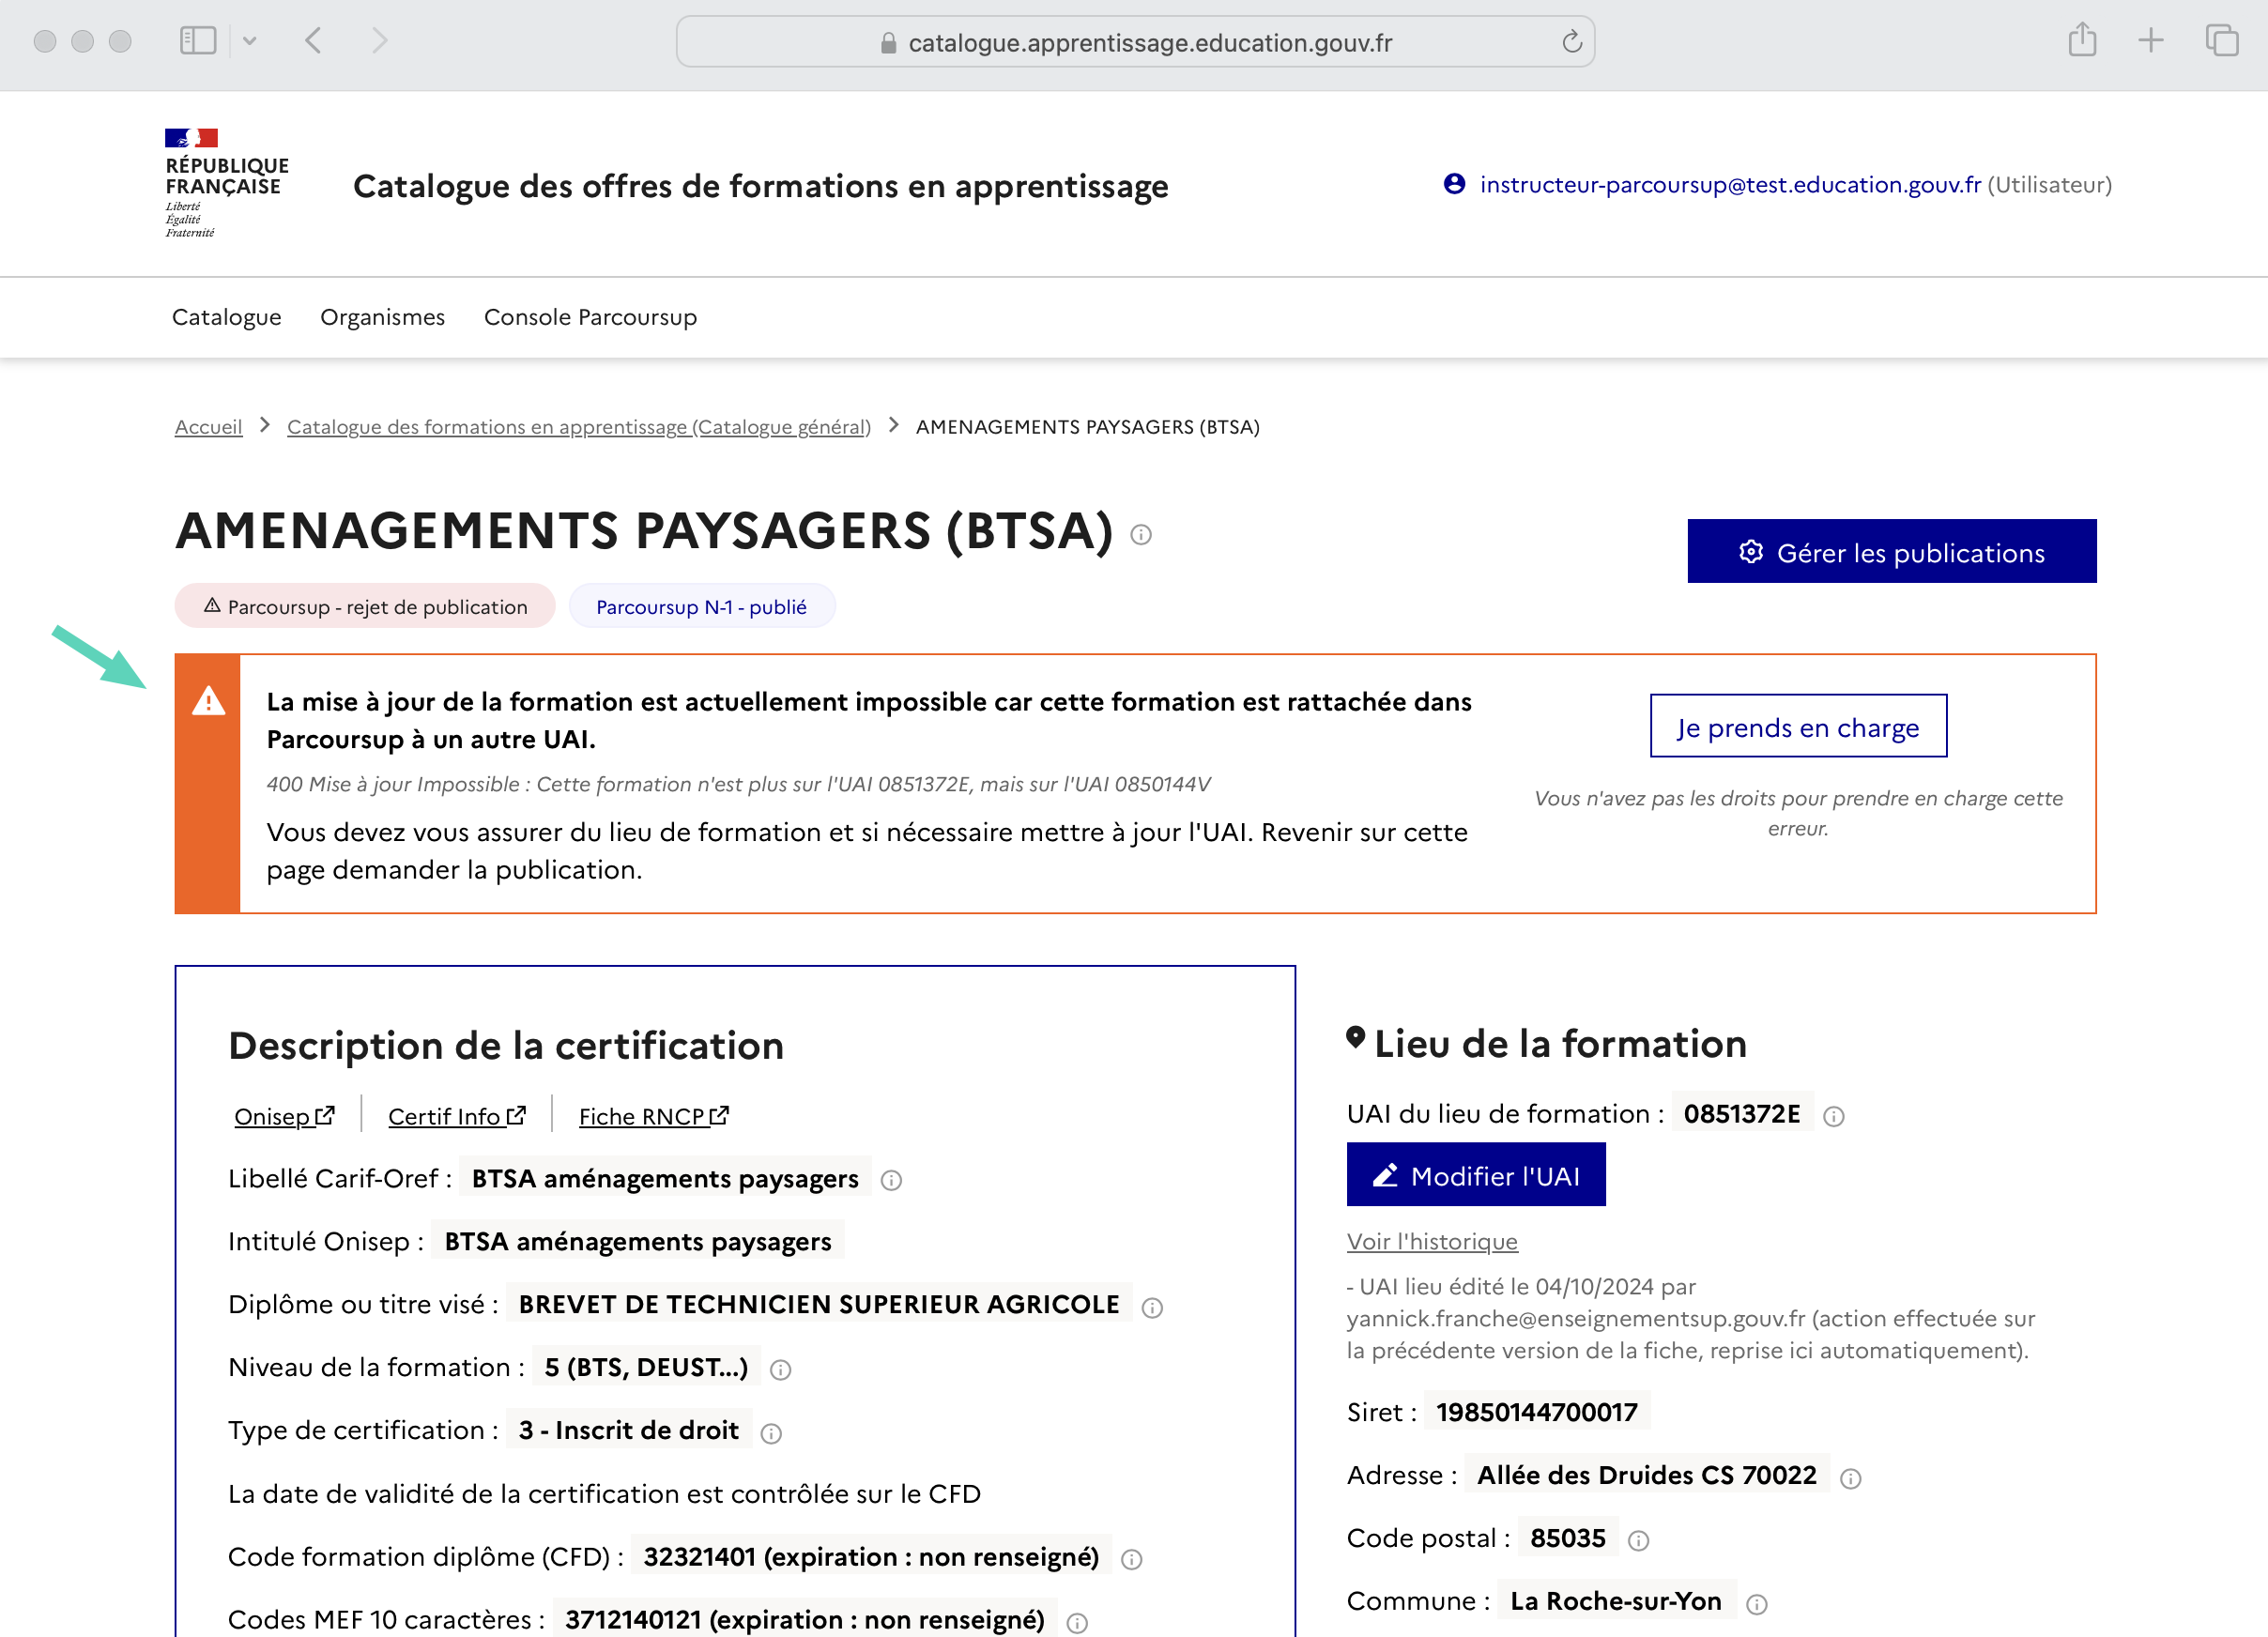 catalogue.apprentissage.education.gouv.fr
RÉPUBLIQUE
FRANÇAISE
Liberté
Égalité
Fraternité
Catalogue des offres de formations en apprentissage
instructeur-parcoursup@test.education.gouv.fr (Utilisateur)
Catalogue Organismes Console Parcoursup
Accueil > Catalogue des formations en apprentissage (Catalogue général) > AMENAGEMENTS PAYSAGERS (BTSA)
AMENAGEMENTS PAYSAGERS (BTSA)
Gérer les publications
Parcoursup - rejet de publication
Parcoursup N-1 - publié
La mise à jour de la formation est actuellement impossible car cette formation est rattachée dans
Parcoursup à un autre UAI.
400 Mise à jour Impossible : Cette formation n'est plus sur l'UAI 0851372E, mais sur l'UAI 0850144V
Vous devez vous assurer du lieu de formation et si nécessaire mettre à jour l'UAI. Revenir sur cette
page demander la publication.
Je prends en charge
Vous n'avez pas les droits pour prendre en charge cette
erreur.
Description de la certification
Onisep
Certif Info
Fiche RNCP
Libellé Carif-Oref : BTSA aménagements paysagers
Intitulé Onisep : BTSA aménagements paysagers
Diplôme ou titre visé : BREVET DE TECHNICIEN SUPERIEUR AGRICOLE
Niveau de la formation : 5 (BTS, DEUST...)
Type de certification : 3 - Inscrit de droit
La date de validité de la certification est contrôlée sur le CFD
Code formation diplôme (CFD) : 32321401 (expiration : non renseigné)
Codes MEF 10 caractères : 3712140121 (expiration : non renseigné)
Lieu de la formation
UAI du lieu de formation : 0851372E
Modifier l'UAI
Voir l'historique
- UAI lieu édité le 04/10/2024 par
yannick.franche@enseignementsup.gouv.fr (action effectuée sur
la précédente version de la fiche, reprise ici automatiquement).
Siret : 19850144700017
Adresse : Allée des Druides CS 70022
Code postal : 85035
Commune : La Roche-sur-Yon